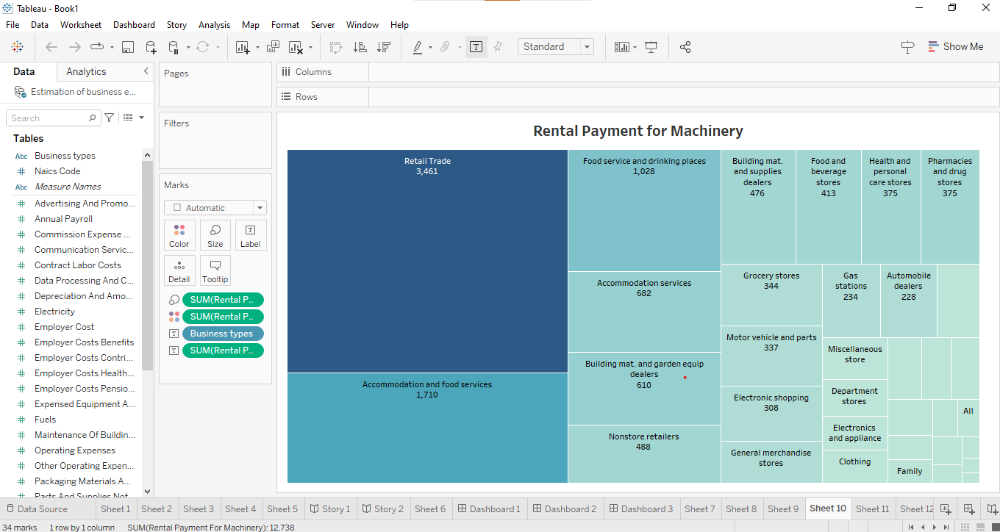 Tableau - Book1
File Data Worksheet Dashboard Story Analysis Map Format Server Window Help
Standard
Show Me
Data
Analytics
Estimation of business e...
Search
Tables
Abc Business types
# Naics Code
Abc Measure Names
# Advertising And Promo...
# Annual Payroll
# Commission Expense ...
# Communication Servic...
# Contract Labor Costs
# Data Processing And C...
# Depreciation And Amo...
# Electricity
# Employer Cost
# Employer Costs Benefits
# Employer Costs Contri...
# Employer Costs Health...
# Employer Costs Pensio...
# Expensed Equipment A...
# Fuels
# Maintenance Of Buildin...
# Operating Expenses
# Other Operating Expen...
# Packaging Materials A...
# Parts And Supplies Not
Pages
Filters
Marks
Automatic
Color
Size
Label
Detail
Tooltip
SUM(Rental P..
SUM(Rental P..
Business types
SUM(Rental P..
Columns
Rows
Rental Payment for Machinery
Retail Trade
3,461
Accommodation and food services
1,710
Food service and drinking places
1,028
Accommodation services
682
Building mat. and garden equip
dealers
610
Nonstore retailers
488
Building mat.
and supplies
dealers
476
Food and
beverage
stores
413
Health and
personal
care stores
375
Pharmacies
and drug
stores
375
Grocery stores
344
Motor vehicle and parts
337
Electronic shopping
308
General merchandise
stores
Gas
stations
234
Automobile
dealers
228
Miscellaneous
store
Department
stores
Electronics
and appliance
Clothing
Family
All
Data Source
Sheet 1
Sheet 2
Sheet 3
Sheet 4
Sheet 5
Story 1
Story 2
Sheet 6
Dashboard 1
Dashboard 2
Dashboard 3
Sheet 7
Sheet 8
Sheet 9
Sheet 10
Sheet 11
Sheet 12
34 marks
1 row by 1 column
SUM(Rental Payment For Machinery): 12,738